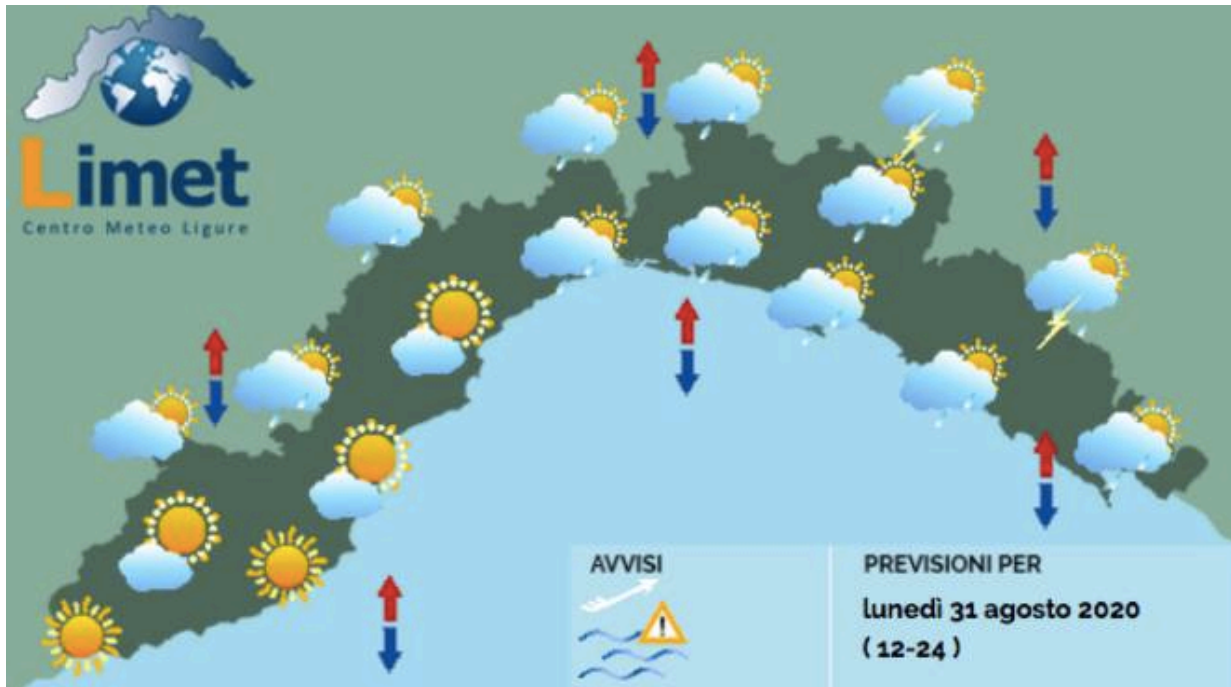 Limet
Centro Meteo Ligure
AVVISI
PREVISIONI PER
lunedì 31 agosto 2020
( 12-24 )